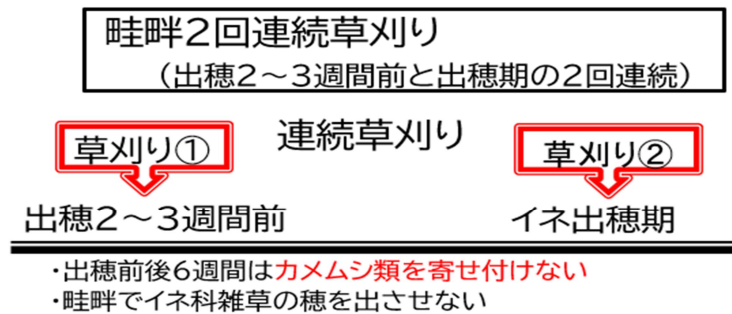 畦畔2回連続草刈り
(出穂2～3週間前と出穂期の2回連続)
連続草刈り
草刈り①
草刈り②
出穂2～3週間前
イネ出穂期
・出穂前後6週間はカメムシ類を寄せ付けない
・畦畔でイネ科雑草の穂を出させない